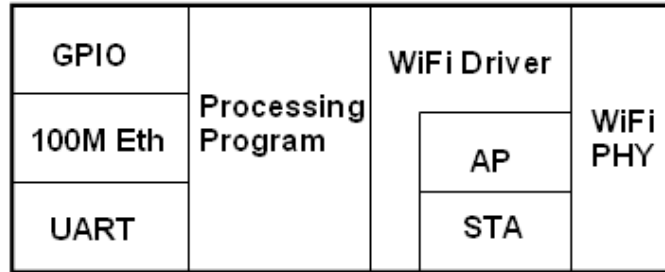 GPIO
100M Eth
UART
Processing
Program
WiFi Driver
AP
STA
WiFi
PHY